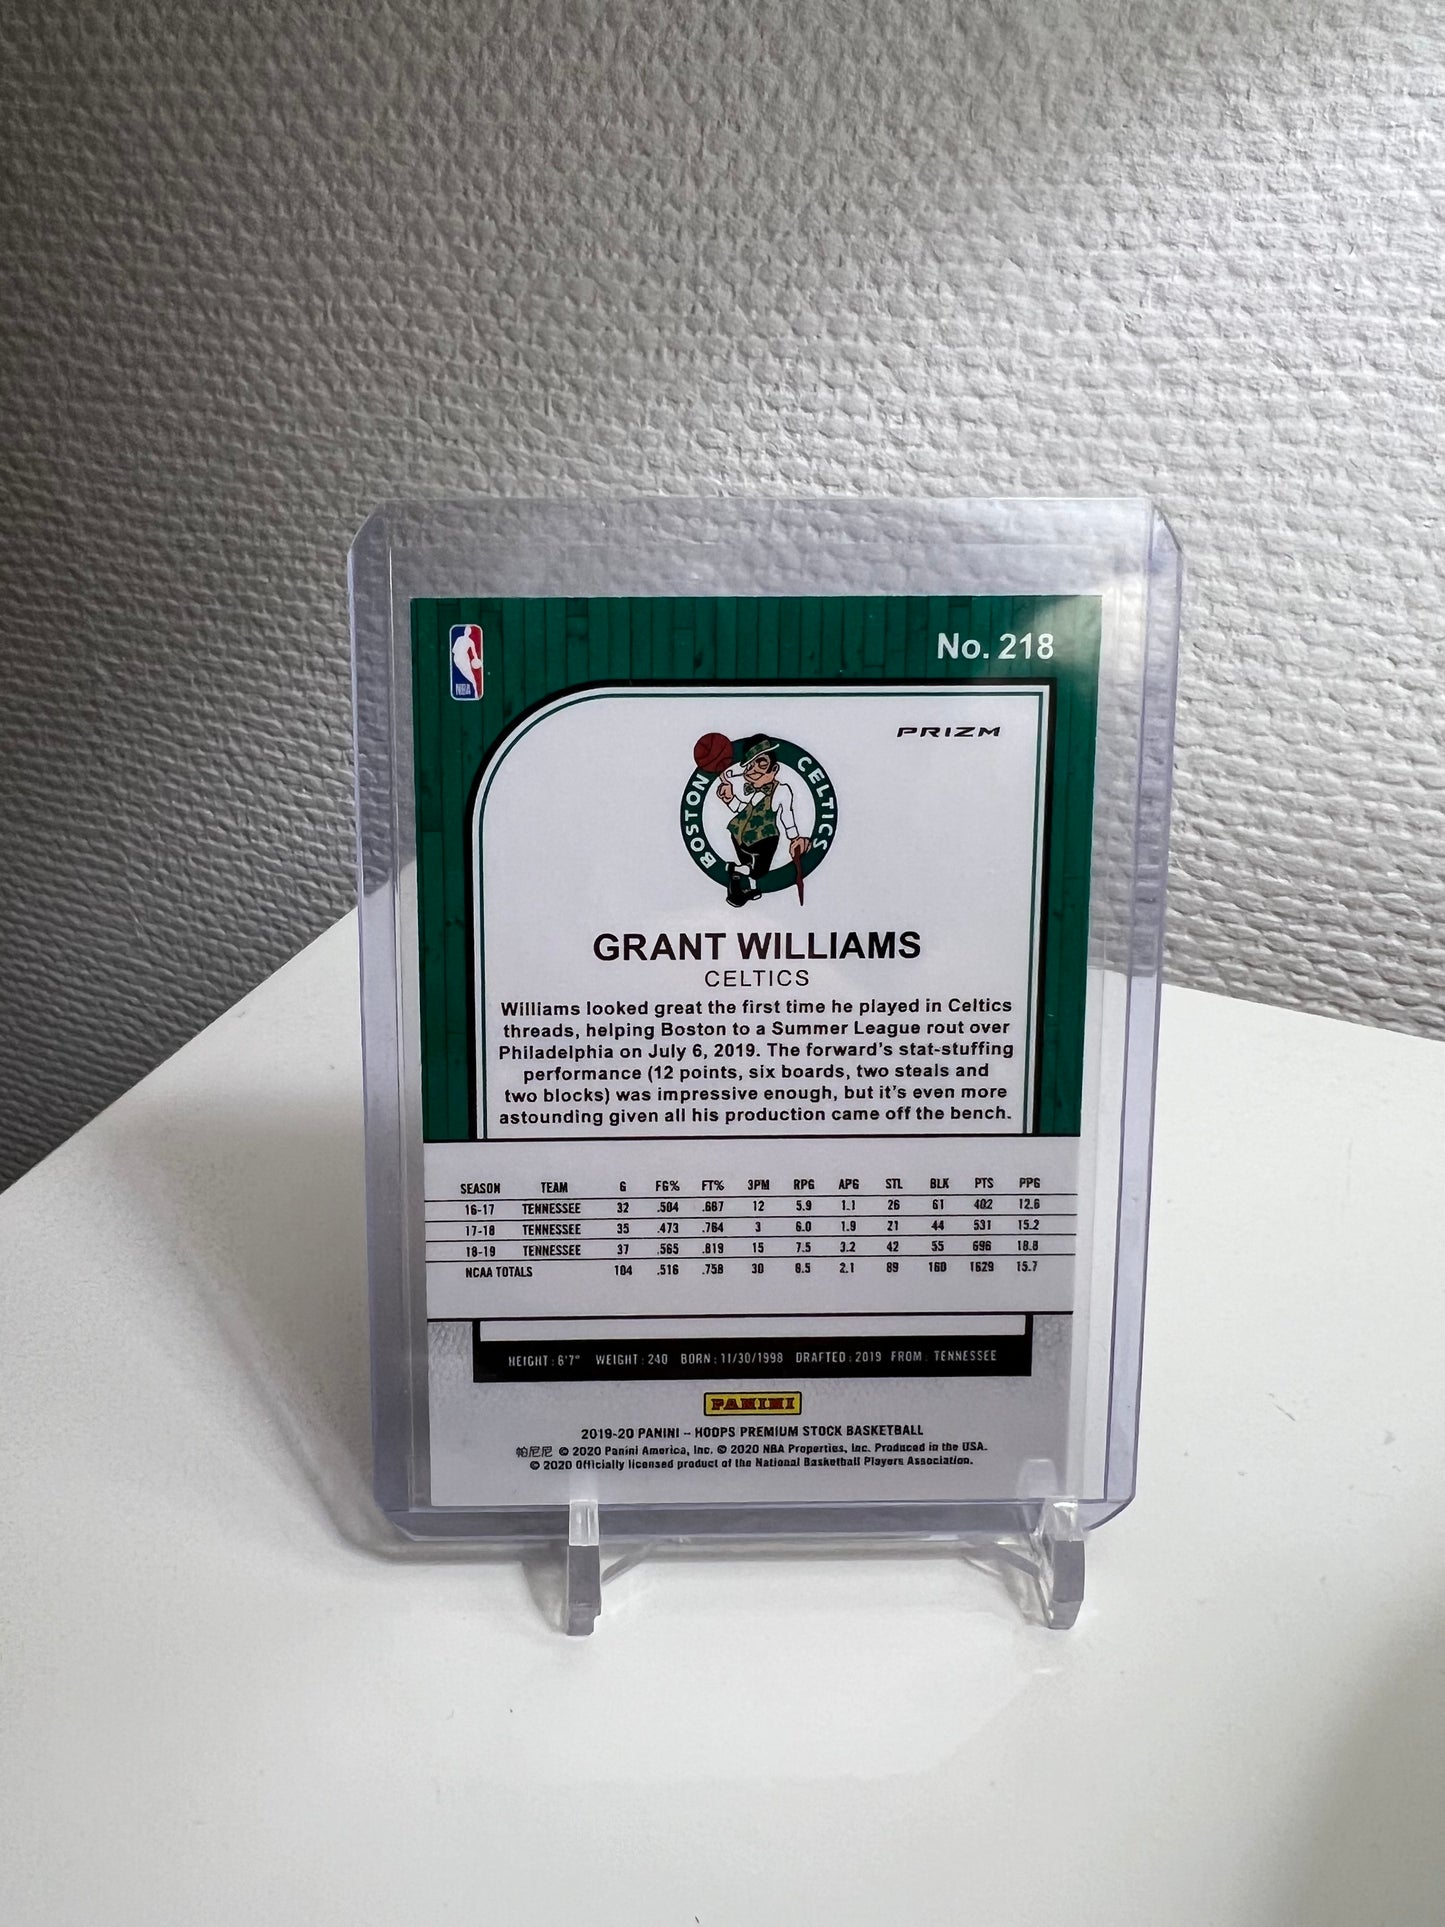 No. 218
NBA
PRIZM
BOSTON CELTICS
GRANT WILLIAMS
CELTICS
Williams looked great the first time he played in Celtics
threads, helping Boston to a Summer League rout over
Philadelphia on July 6, 2019. The forward's stat-stuffing
performance (12 points, six boards, two steals and
two blocks) was impressive enough, but it's even more
astounding given all his production came off the bench.
SEASON TEAM G FG% FT% 3PM RPG APG STL BLK PTS PPG
16-17 TENNESSEE 32 .504 .667 12 5.9 1.1 26 61 402 12.6
17-18 TENNESSEE 35 .473 .764 3 6.0 1.9 21 44 531 15.2
18-19 TENNESSEE 37 .565 .819 15 7.5 3.2 42 55 696 18.8
NCAA TOTALS 104 .516 .758 30 6.5 2.1 89 160 1629 15.7
HEIGHT: 6'7" WEIGHT: 240 BORN: 11/30/1998 DRAFTED: 2019 FROM: TENNESSEE
PANINI
2019-20 PANINI – HOOPS PREMIUM STOCK BASKETBALL
帕尼尼 © 2020 Panini America, Inc. © 2020 NBA Properties, Inc. Produced in the USA.
© 2020 Officially licensed product of the National Basketball Players Association.